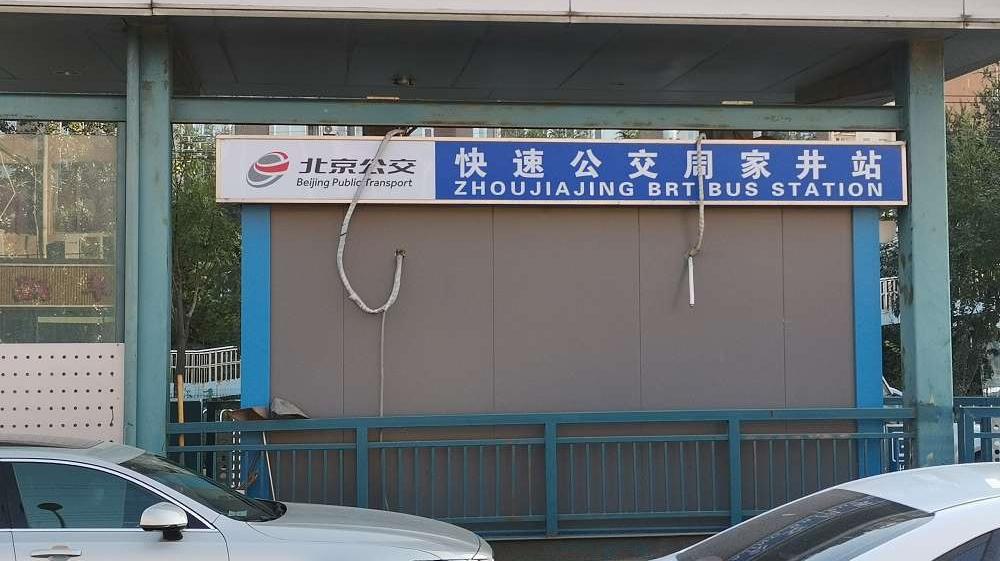 北京公交
Beijing Public Transport
快速公交周家井站
ZHOUJIAJING BRT BUS STATION